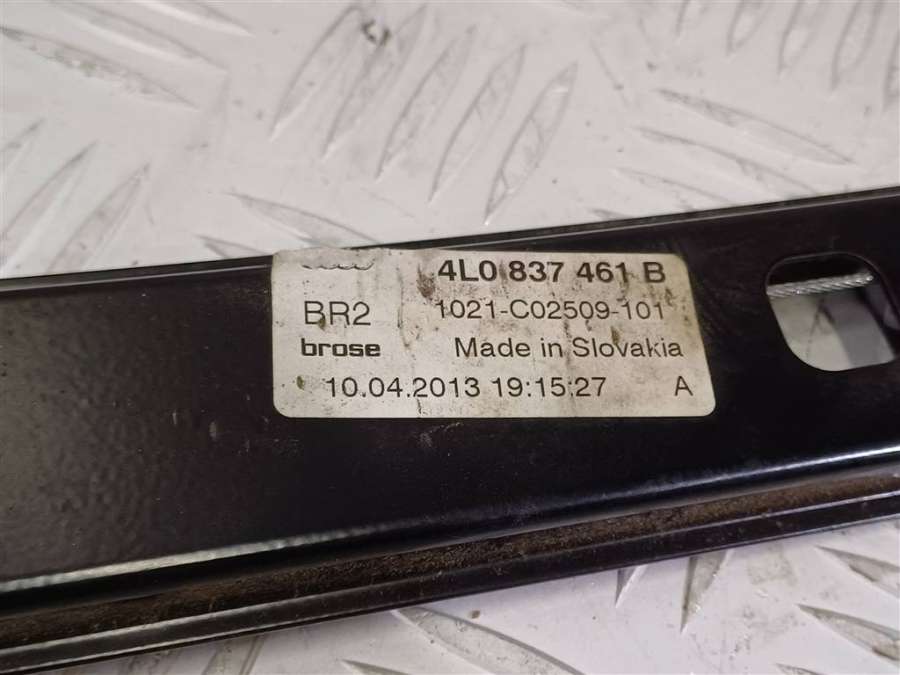 4L0 837 461 B
BR2 1021-C02509-101
brose Made in Slovakia
10.04.2013 19:15:27 A